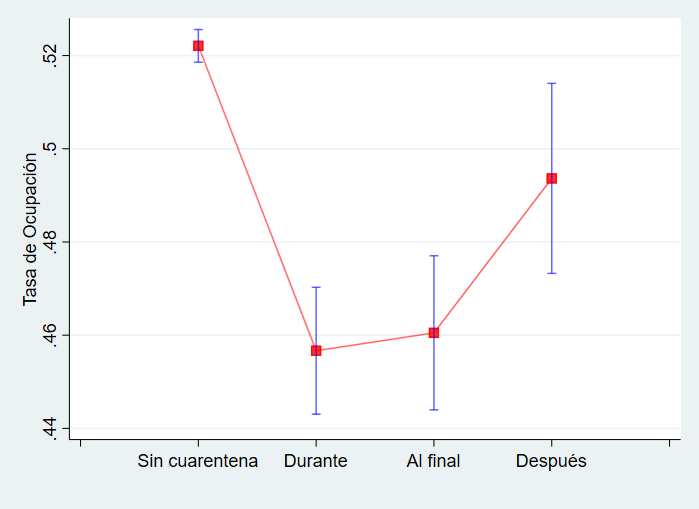 Tasa de Ocupación
.52
.5
.48
.46
.44
Sin cuarentena Durante Al final Después